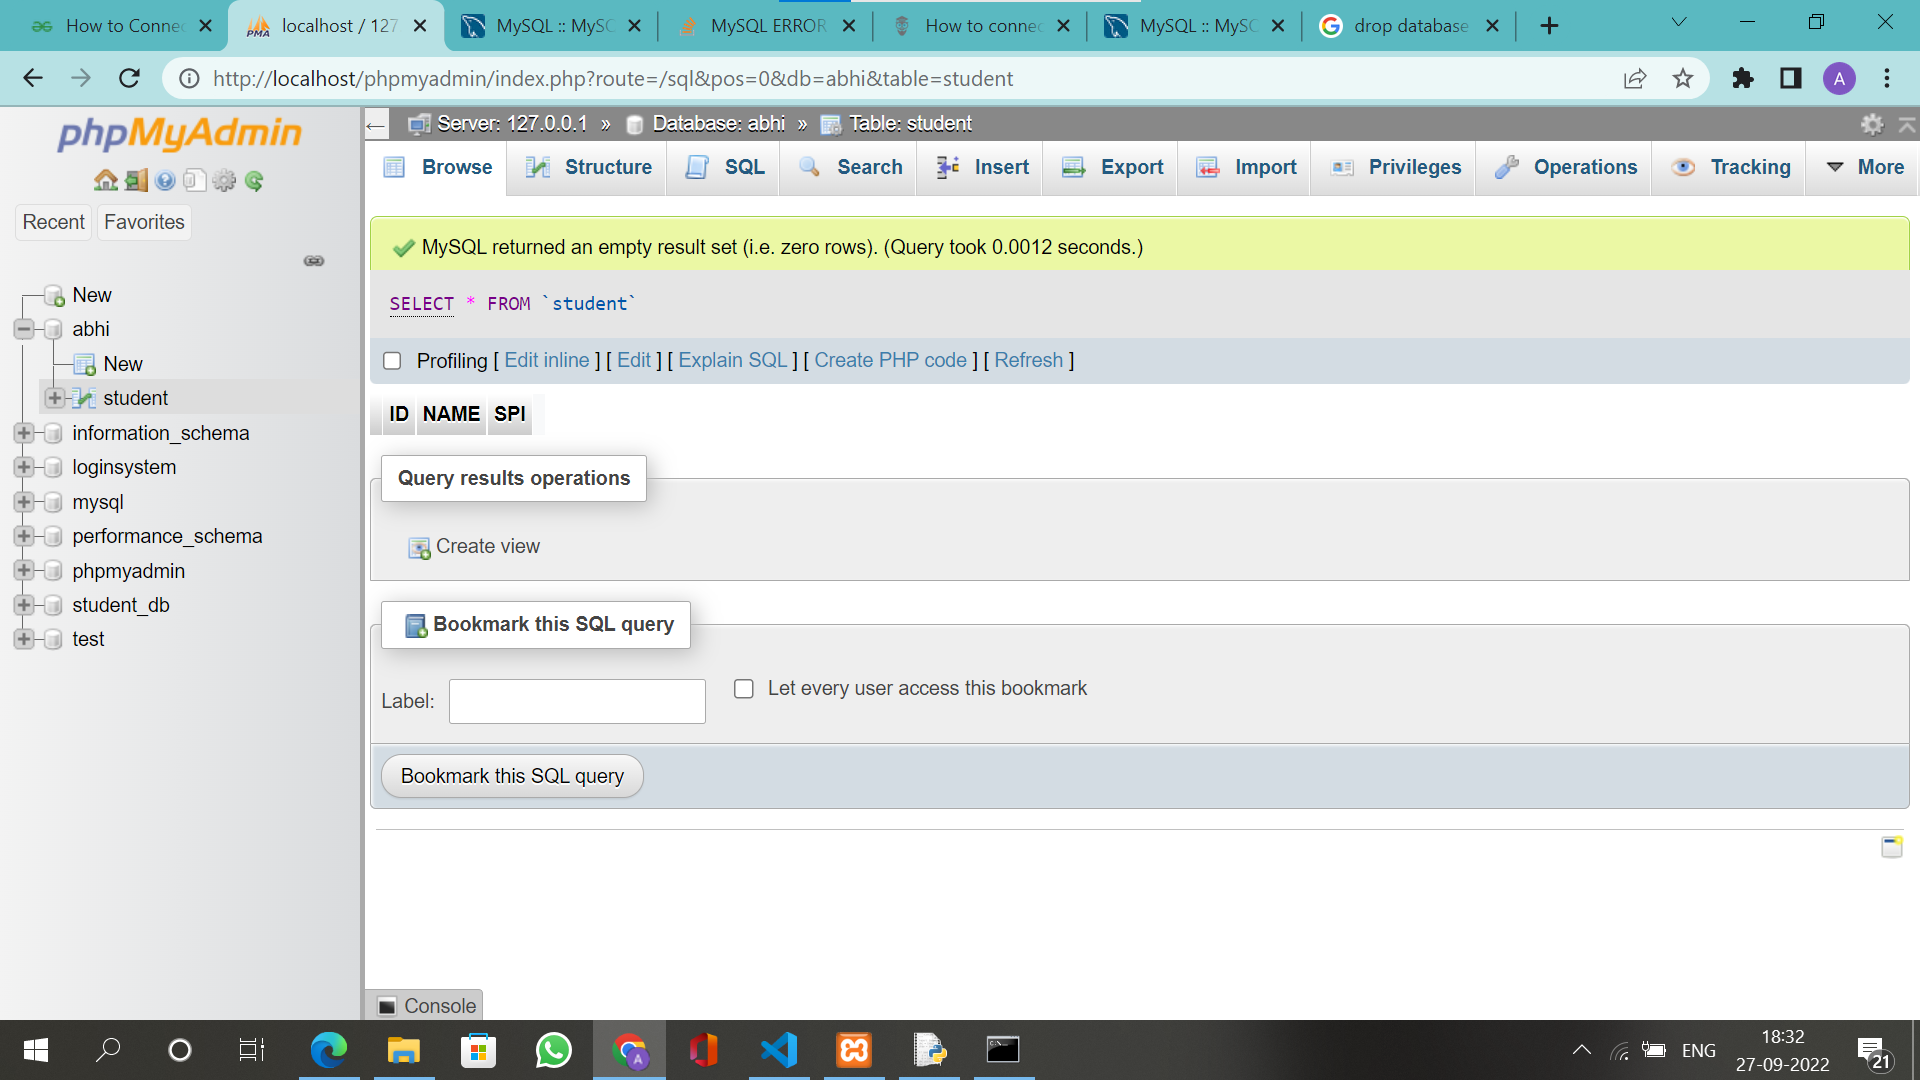 How to Connec
localhost / 127
MySQL :: MySC
MySQL ERROR
How to connec
MySQL :: MySC
drop database
http://localhost/phpmyadmin/index.php?route=/sql&pos=0&db=abhi&table=student
A
phpMyAdmin
Recent Favorites
New
abhi
New
student
information_schema
loginsystem
mysql
performance_schema
phpmyadmin
student_db
test
Server: 127.0.0.1 » Database: abhi » Table: student
Browse Structure SQL Search Insert Export Import Privileges Operations Tracking More
MySQL returned an empty result set (i.e. zero rows). (Query took 0.0012 seconds.)
SELECT * FROM `student`
Profiling [ Edit inline ] [ Edit ] [ Explain SQL ] [ Create PHP code ] [ Refresh ]
ID NAME SPI
Query results operations
Create view
Bookmark this SQL query
Label:
Let every user access this bookmark
Bookmark this SQL query
Console
ENG
18:32
27-09-2022
21